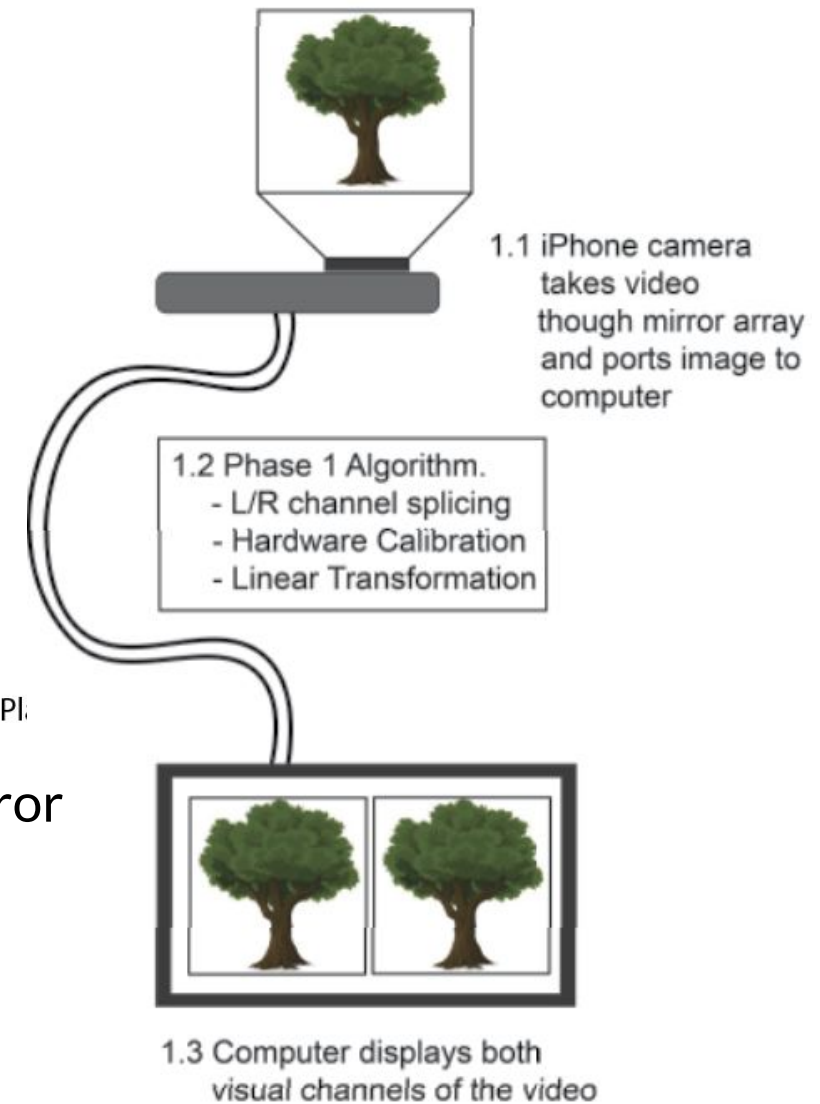 1.1 iPhone camera
takes video
though mirror array
and ports image to
computer
1.2 Phase 1 Algorithm.
- L/R channel splicing
- Hardware Calibration
- Linear Transformation
ror
1.3 Computer displays both
visual channels of the video